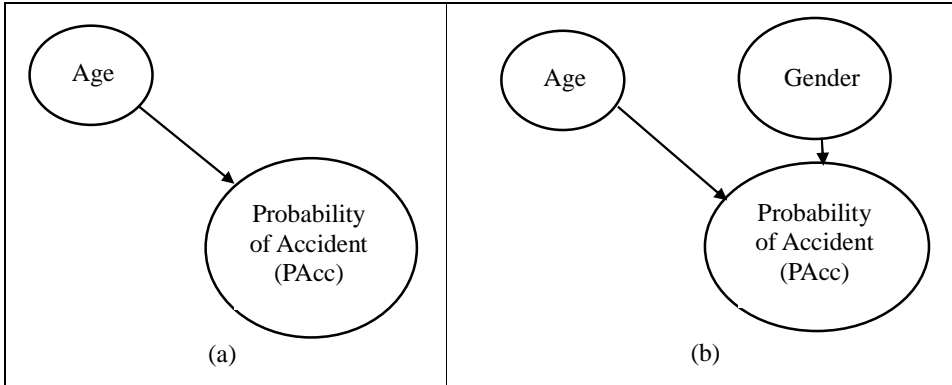 Age
Probability
of Accident
(PAcc)
(a)
Age
Gender
Probability
of Accident
(PAcc)
(b)